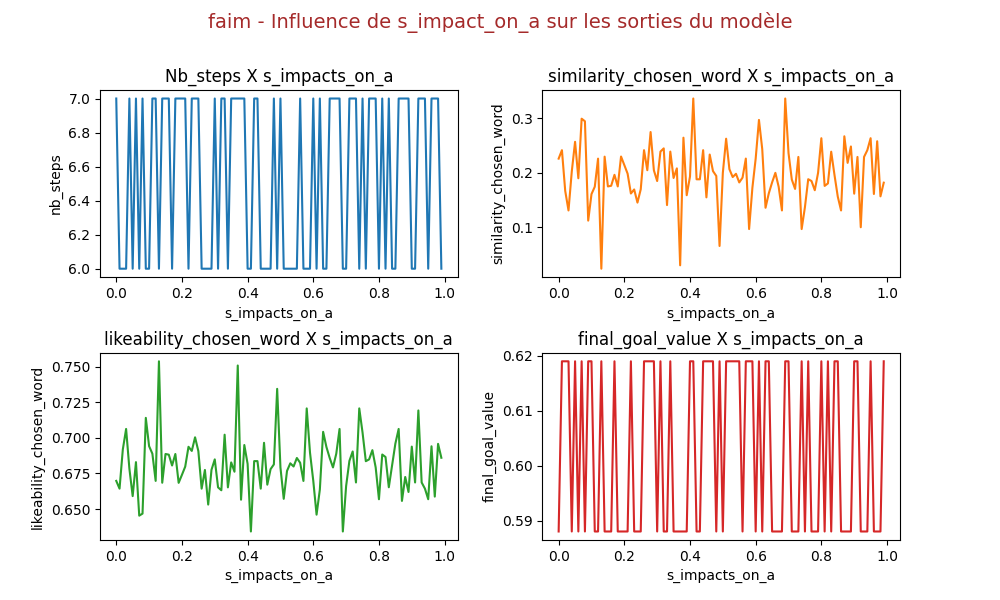 faim - Influence de s_impact_on_a sur les sorties du modèle
Nb_steps X s_impacts_on_a
7.0
6.8
6.6
6.4
6.2
6.0
nb_steps
0.0 0.2 0.4 0.6 0.8 1.0
s_impacts_on_a
similarity_chosen_word X s_impacts_on_a
0.3
0.2
0.1
similarity_chosen_word
0.0 0.2 0.4 0.6 0.8 1.0
s_impacts_on_a
likeability_chosen_word X s_impacts_on_a
0.750
0.725
0.700
0.675
0.650
likeability_chosen_word
0.0 0.2 0.4 0.6 0.8 1.0
s_impacts_on_a
final_goal_value X s_impacts_on_a
0.62
0.61
0.60
0.59
final_goal_value
0.0 0.2 0.4 0.6 0.8 1.0
s_impacts_on_a